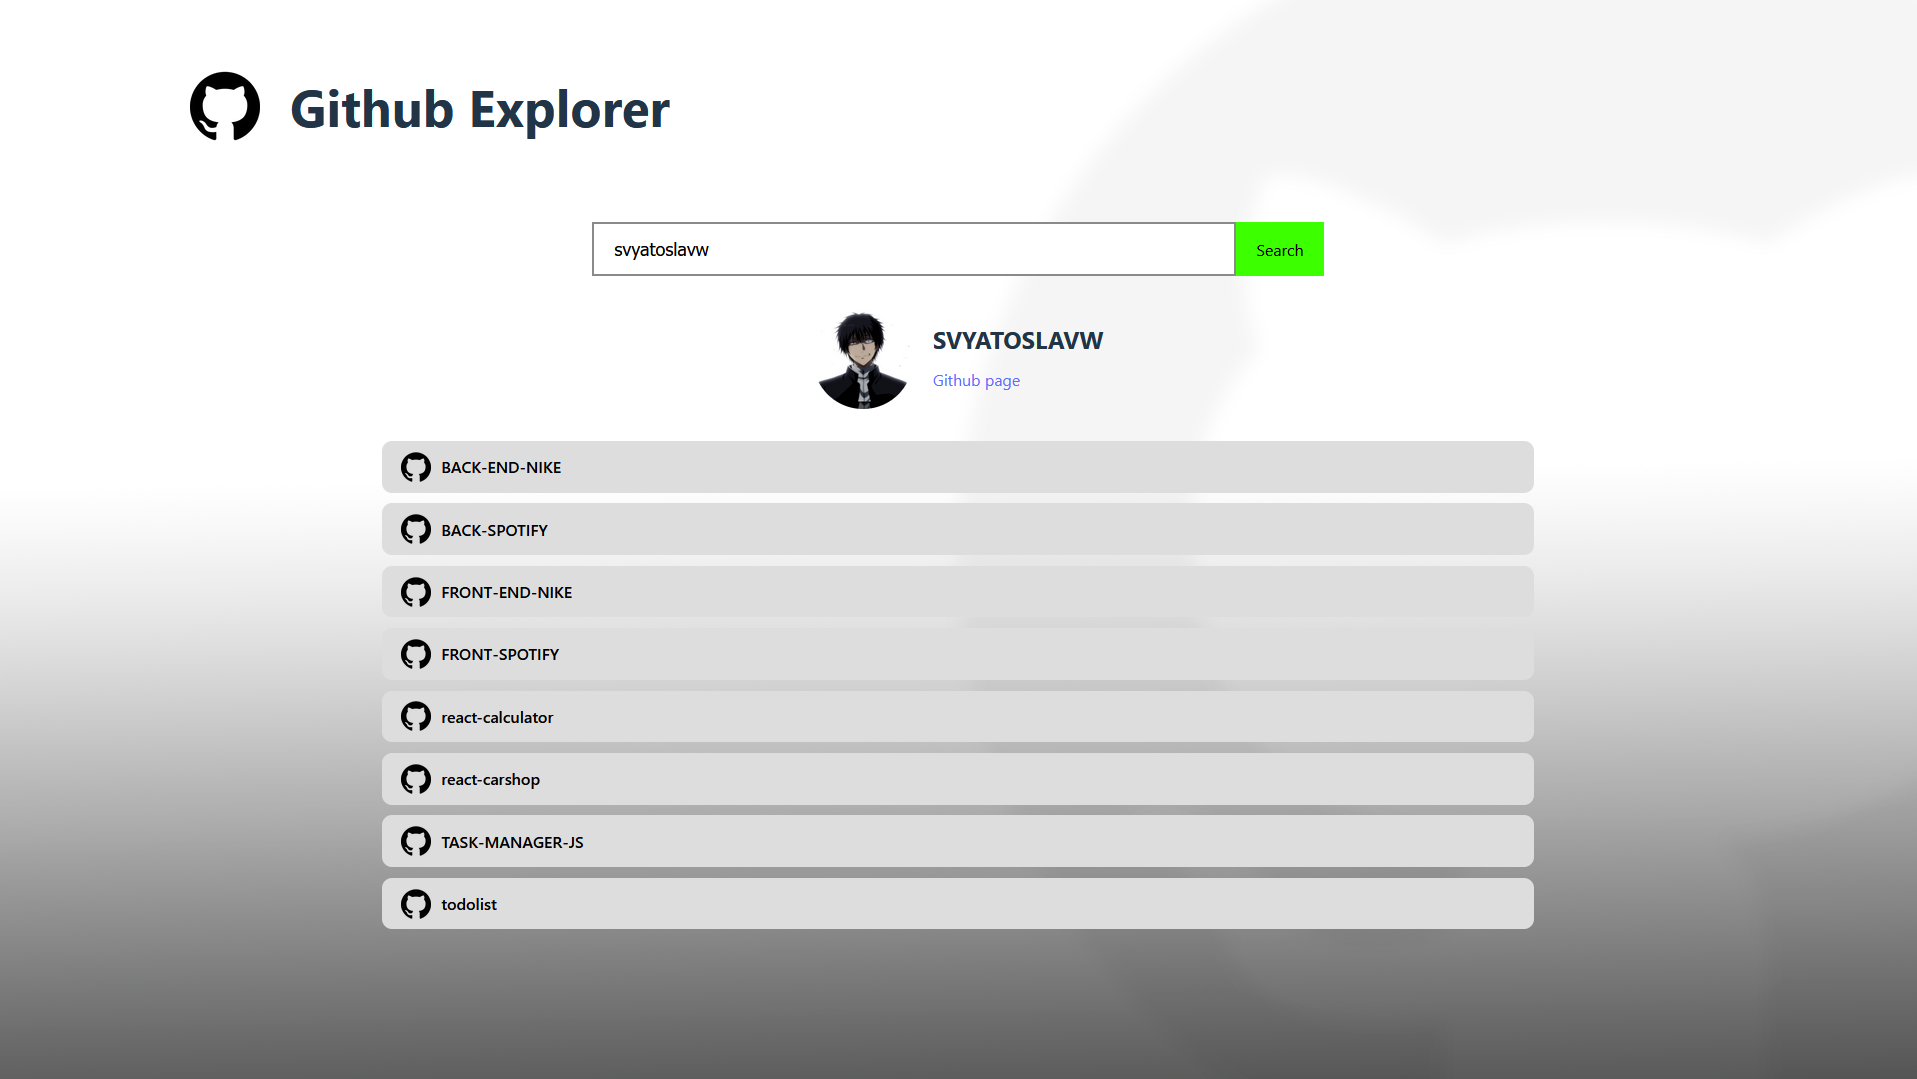 Github Explorer
svyatoslavw
Search
SVYATOSLAVW
Github page
BACK-END-NIKE
BACK-SPOTIFY
FRONT-END-NIKE
FRONT-SPOTIFY
react-calculator
react-carshop
TASK-MANAGER-JS
todolist